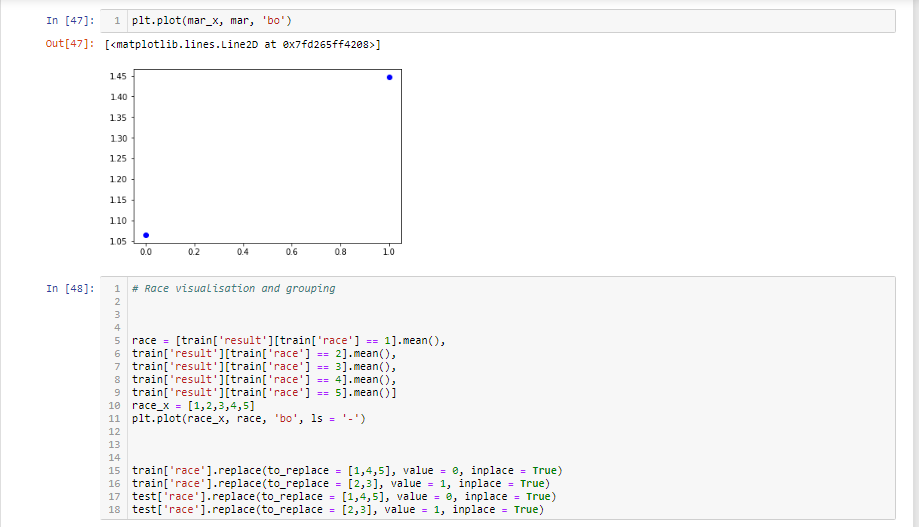 In [47]: 1 plt.plot(mar_x, mar, 'bo')
Out[47]: [<matplotlib.lines.Line2D at 0x7fd265ff4208>]
1.45
1.40
1.35
1.30
1.25
1.20
1.15
1.10
1.05
0.0 0.2 0.4 0.6 0.8 1.0
In [48]: 1 # Race visualisation and grouping
2
3
4
5 race = [train['result'][train['race'] == 1].mean(),
6 train['result'][train['race'] == 2].mean(),
7 train['result'][train['race'] == 3].mean(),
8 train['result'][train['race'] == 4].mean(),
9 train['result'][train['race'] == 5].mean()]
10 race_x = [1,2,3,4,5]
11 plt.plot(race_x, race, 'bo', ls = '-')
12
13
14
15 train['race'].replace(to_replace = [1,4,5], value = 0, inplace = True)
16 train['race'].replace(to_replace = [2,3], value = 1, inplace = True)
17 test['race'].replace(to_replace = [1,4,5], value = 0, inplace = True)
18 test['race'].replace(to_replace = [2,3], value = 1, inplace = True)